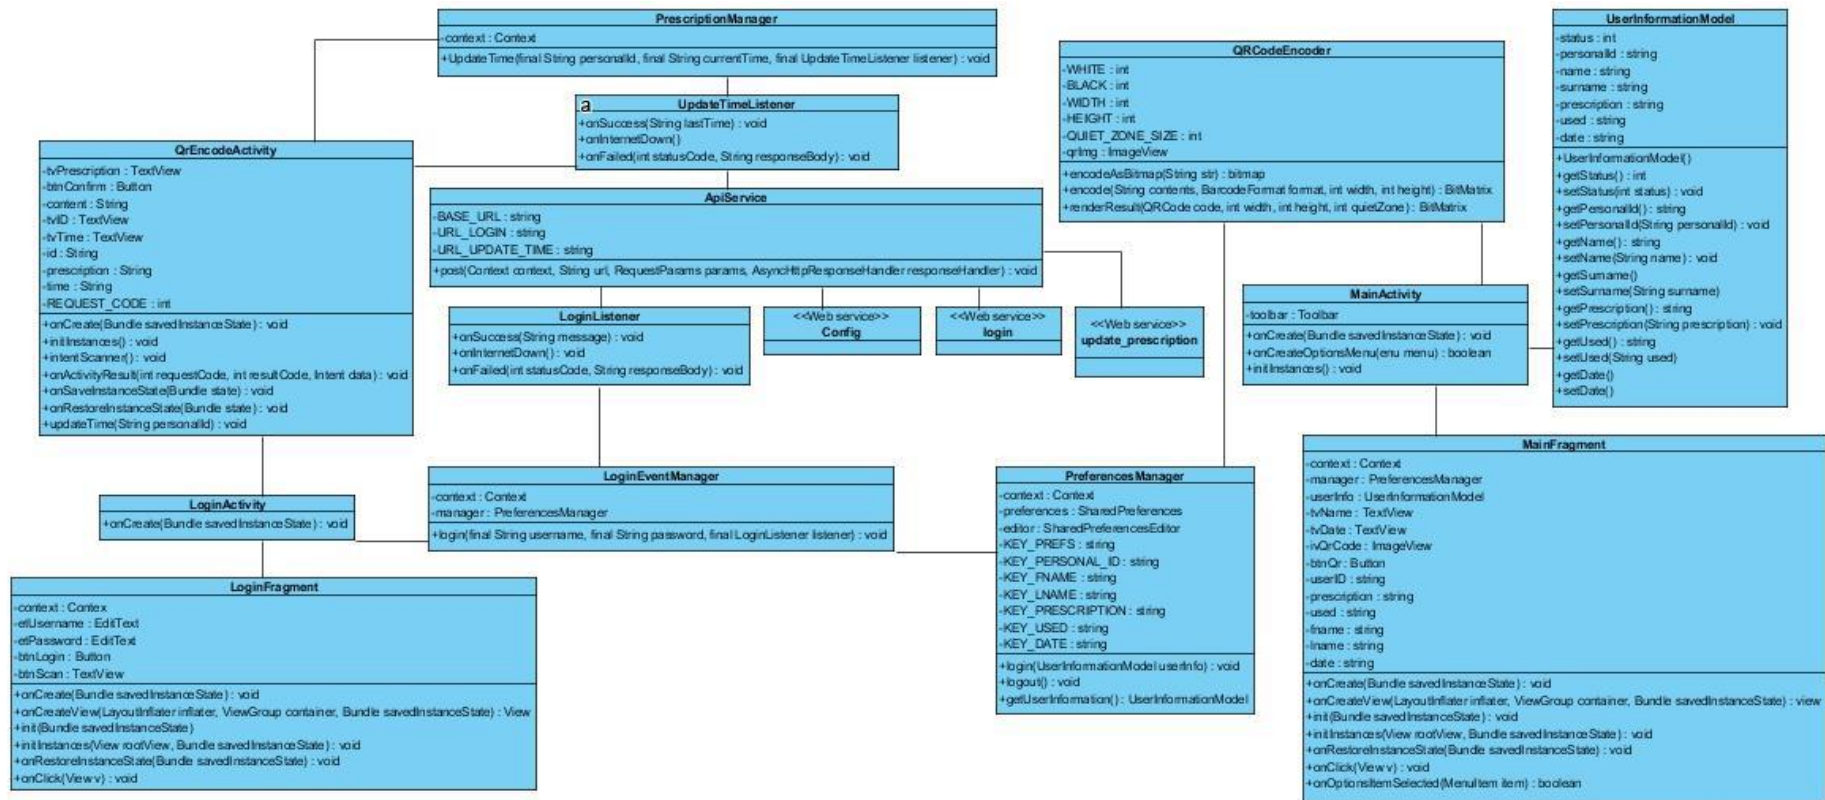 PrescriptionManager
-context : Context
+UpdateTime(final String personalId, final String currentTime, final UpdateTimeListener listener) : void
a
UpdateTimeListener
+onSuccess(String lastTime) : void
+onInternetDown()
+onFailed(int statusCode, String responseBody) : void
QRCodeEncoder
-WHITE : int
-BLACK : int
-WIDTH : int
-HEIGHT : int
-QUIET_ZONE_SIZE : int
-qrImg : ImageView
+encodeAsBitmap(String str) : bitmap
+encode(String contents, BarcodeFormat format, int width, int height) : BitMatrix
+renderResult(QRCode code, int width, int height, int quietZone) : BitMatrix
UserInformationModel
-status : int
-personalId : string
-name : string
-surname : string
-prescription : string
-used : string
-date : string
+UserInformationModel()
+getStatus() : int
+setStatus(int status) : void
+getPersonalId() : string
+setPersonalId(String personalId) : void
+getName() : string
+setName(String name) : void
+getSurname()
+setSurname(String surname)
+getPrescription() : string
+setPrescription(String prescription) : void
+getUsed() : string
+setUsed(String used)
+getDate()
+setDate()
QrEncodeActivity
-tvPrescription : TextView
-btnConfirm : Button
-content : String
-tvID : TextView
-tvTime : TextView
-id : String
-prescription : String
-time : String
-REQUEST_CODE : int
+onCreate(Bundle savedInstanceState) : void
+initInstances() : void
+intentScanner() : void
+onActivityResult(int requestCode, int resultCode, Intent data) : void
+onSaveInstanceState(Bundle state) : void
+onRestoreInstanceState(Bundle state) : void
+updateTime(String personalId) : void
ApiService
-BASE_URL : string
-URL_LOGIN : string
-URL_UPDATE_TIME : string
+post(Context context, String url, RequestParams params, AsyncHttpResponseHandler responseHandler) : void
LoginListener
+onSuccess(String message) : void
+onInternetDown() : void
+onFailed(int statusCode, String responseBody) : void
<<Web service>>
Config
<<Web service>>
login
<<Web service>>
update_prescription
MainActivity
-toolbar : Toolbar
+onCreate(Bundle savedInstanceState) : void
+onCreateOptionsMenu(enu menu) : boolean
+initInstances() : void
LoginActivity
+onCreate(Bundle savedInstanceState) : void
LoginEventManager
-context : Context
-manager : PreferencesManager
+login(final String username, final String password, final LoginListener listener) : void
PreferencesManager
-context : Context
-preferences : SharedPreferences
-editor : SharedPreferencesEditor
-KEY_PREFS : string
-KEY_PERSONAL_ID : string
-KEY_FNAME : string
-KEY_LNAME : string
-KEY_PRESCRIPTION : string
-KEY_USED : string
-KEY_DATE : string
+login(UserInformationModel userInfo) : void
+logout() : void
+getUserInformation() : UserInformationModel
MainFragment
-context : Context
-manager : PreferencesManager
-userInfo : UserInformationModel
-tvName : TextView
-tvDate : TextView
-ivQrCode : ImageView
-btnQr : Button
-userID : string
-prescription : string
-used : string
-fname : string
-lname : string
-date : string
+onCreate(Bundle savedInstanceState) : void
+onCreateView(LayoutInflater inflater, ViewGroup container, Bundle savedInstanceState) : view
+init(Bundle savedInstanceState) : void
+initInstances(View rootView, Bundle savedInstanceState) : void
+onRestoreInstanceState(Bundle savedInstanceState) : void
+onClick(View v) : void
+onOptionsItemSelected(MenuItem item) : boolean
LoginFragment
-context : Contex
-etUsername : EditText
-etPassword : EditText
-btnLogin : Button
-btnScan : TextView
+onCreate(Bundle savedInstanceState) : void
+onCreateView(LayoutInflater inflater, ViewGroup container, Bundle savedInstanceState) : View
+init(Bundle savedInstanceState)
+initInstances(View rootView, Bundle savedInstanceState) : void
+onRestoreInstanceState(Bundle savedInstanceState) : void
+onClick(View v) : void